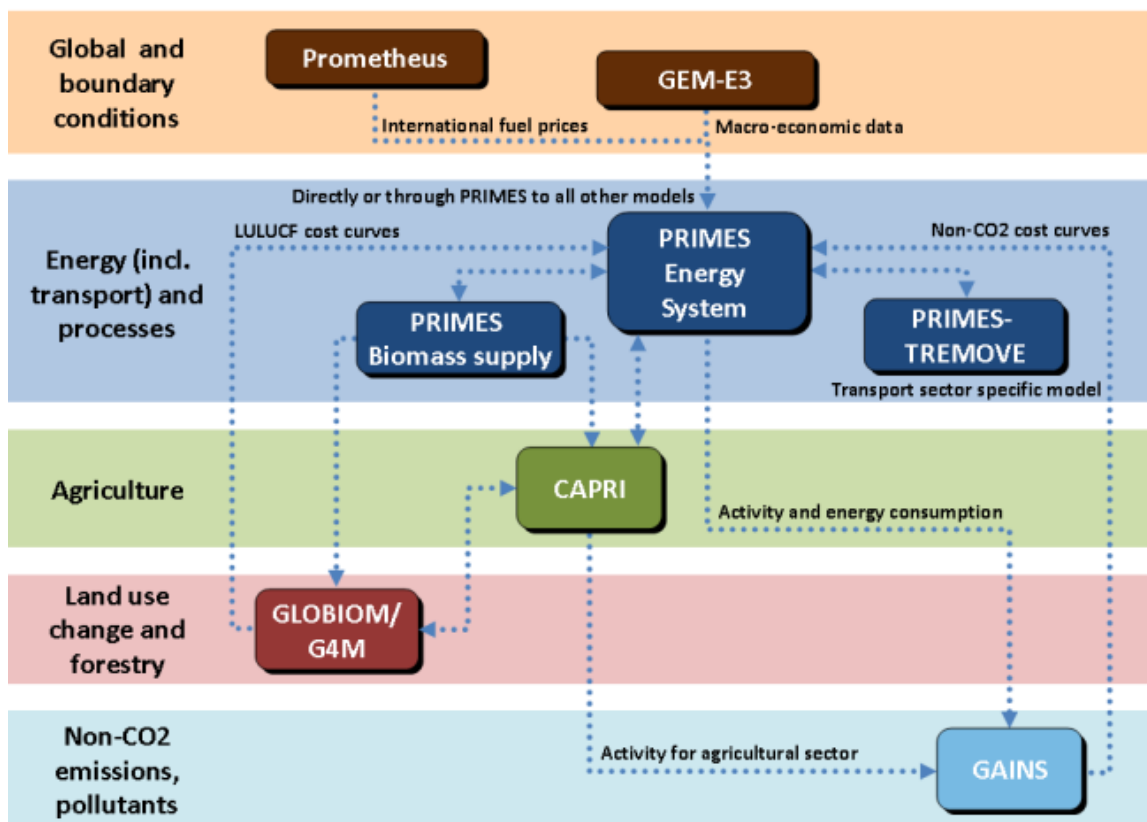 Global and
boundary
conditions
Prometheus
GEM-E3
International fuel prices
Macro-economic data
Energy (incl.
transport) and
processes
Directly or through PRIMES to all other models
LULUCF cost curves
Non-CO2 cost curves
PRIMES
Energy
System
PRIMES
Biomass supply
PRIMES-
TREMOVE
Transport sector specific model
Agriculture
CAPRI
Activity and energy consumption
Land use
change and
forestry
GLOBIOM/
G4M
Non-CO2
emissions,
pollutants
Activity for agricultural sector
GAINS